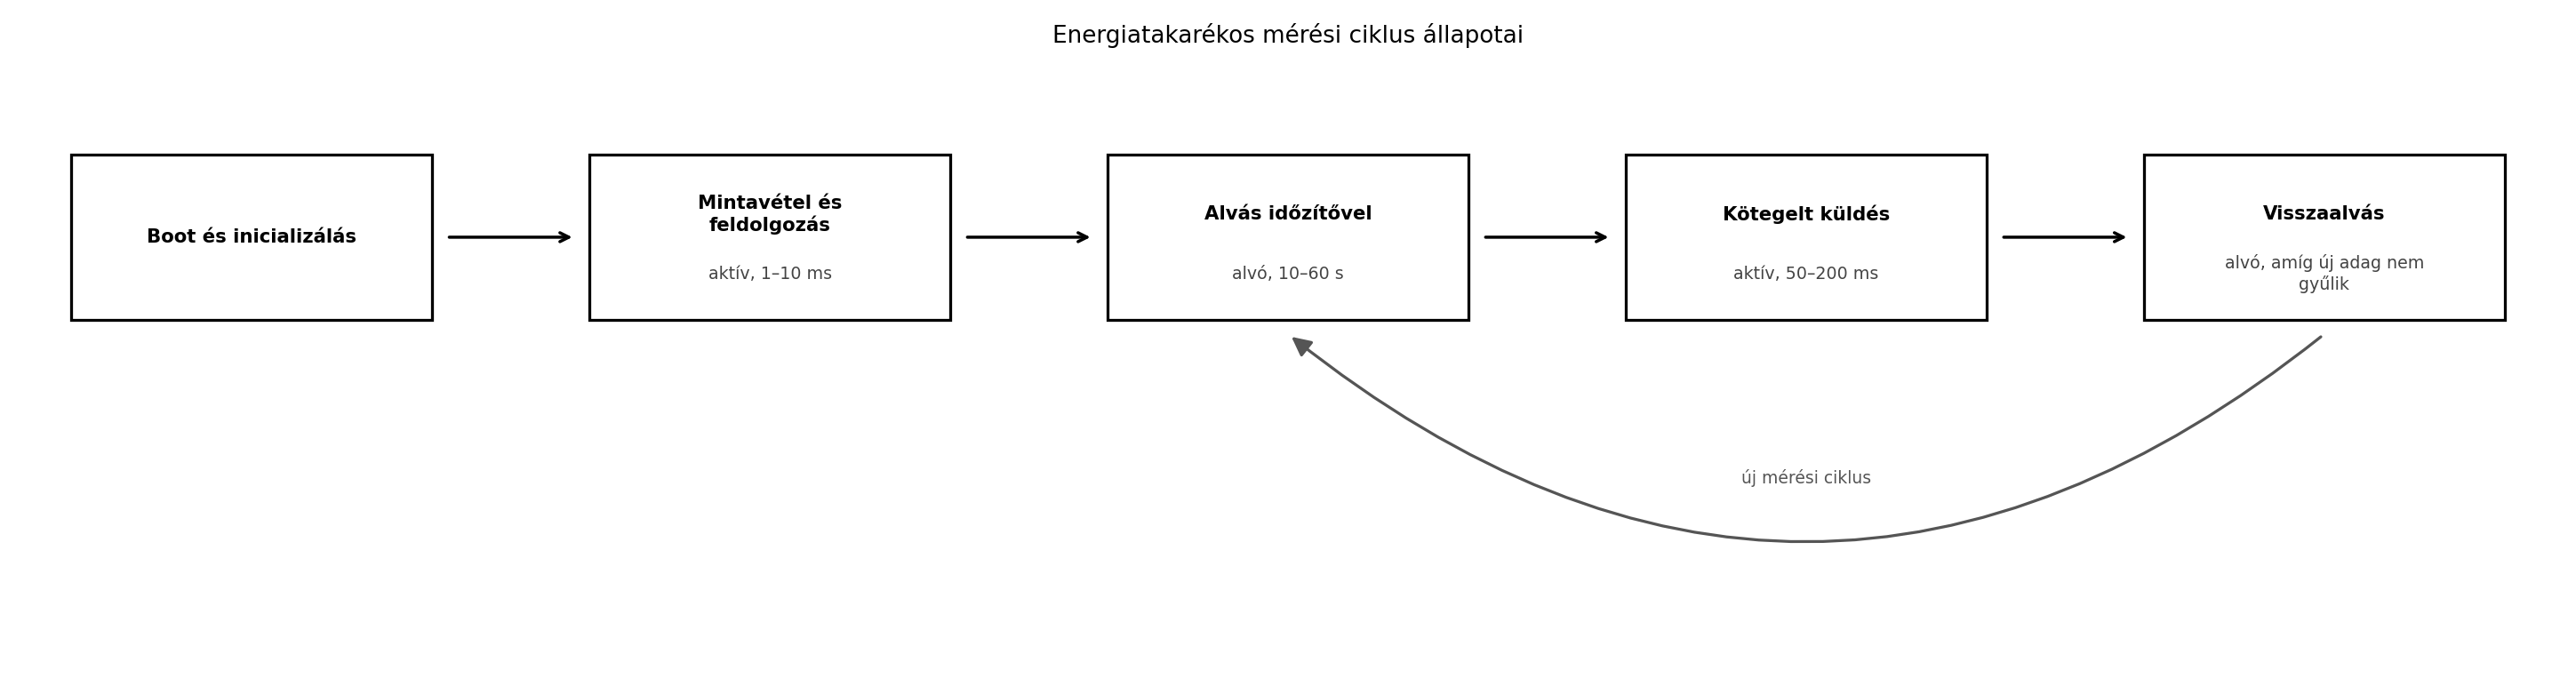 Energiatakarékos mérési ciklus állapotai
Boot és inicializálás
Mintavétel és
feldolgozás
aktív, 1–10 ms
Alvás időzítővel
alvó, 10–60 s
Kötegelt küldés
aktív, 50–200 ms
Visszaalvás
alvó, amíg új adag nem
gyűlik
új mérési ciklus